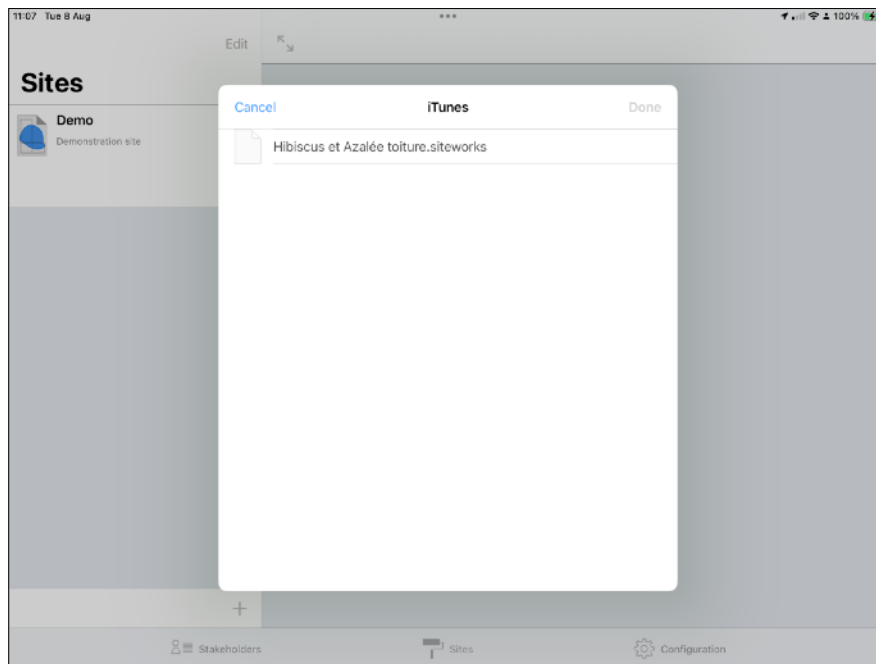 11:07 Tue 8 Aug
100%
Edit
Sites
Demo
Demonstration site
Cancel
iTunes
Done
Hibiscus et Azalée toiture.siteworks
Stakeholders
Sites
Configuration